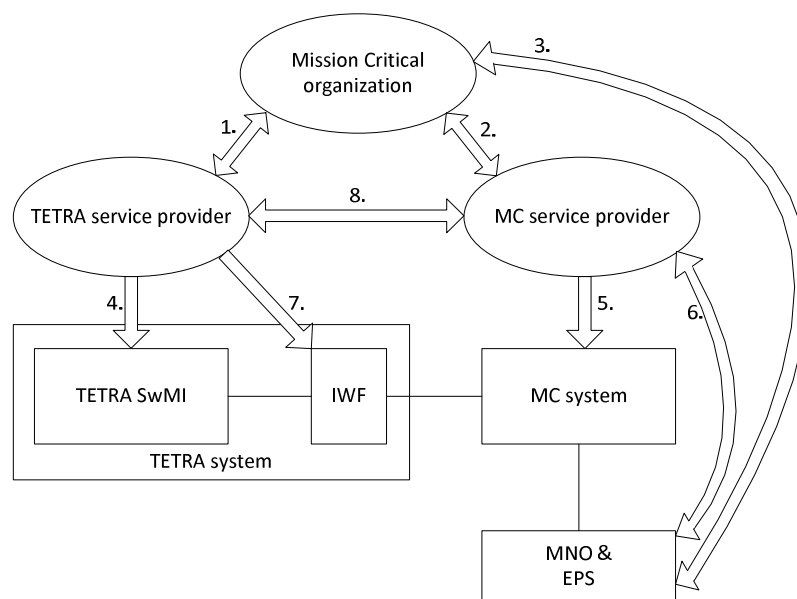 3.
Mission Critical
organization
1.
2.
TETRA service provider
8.
MC service provider
4.
7.
5.
6.
TETRA SwMI
IWF
MC system
TETRA system
MNO &
EPS